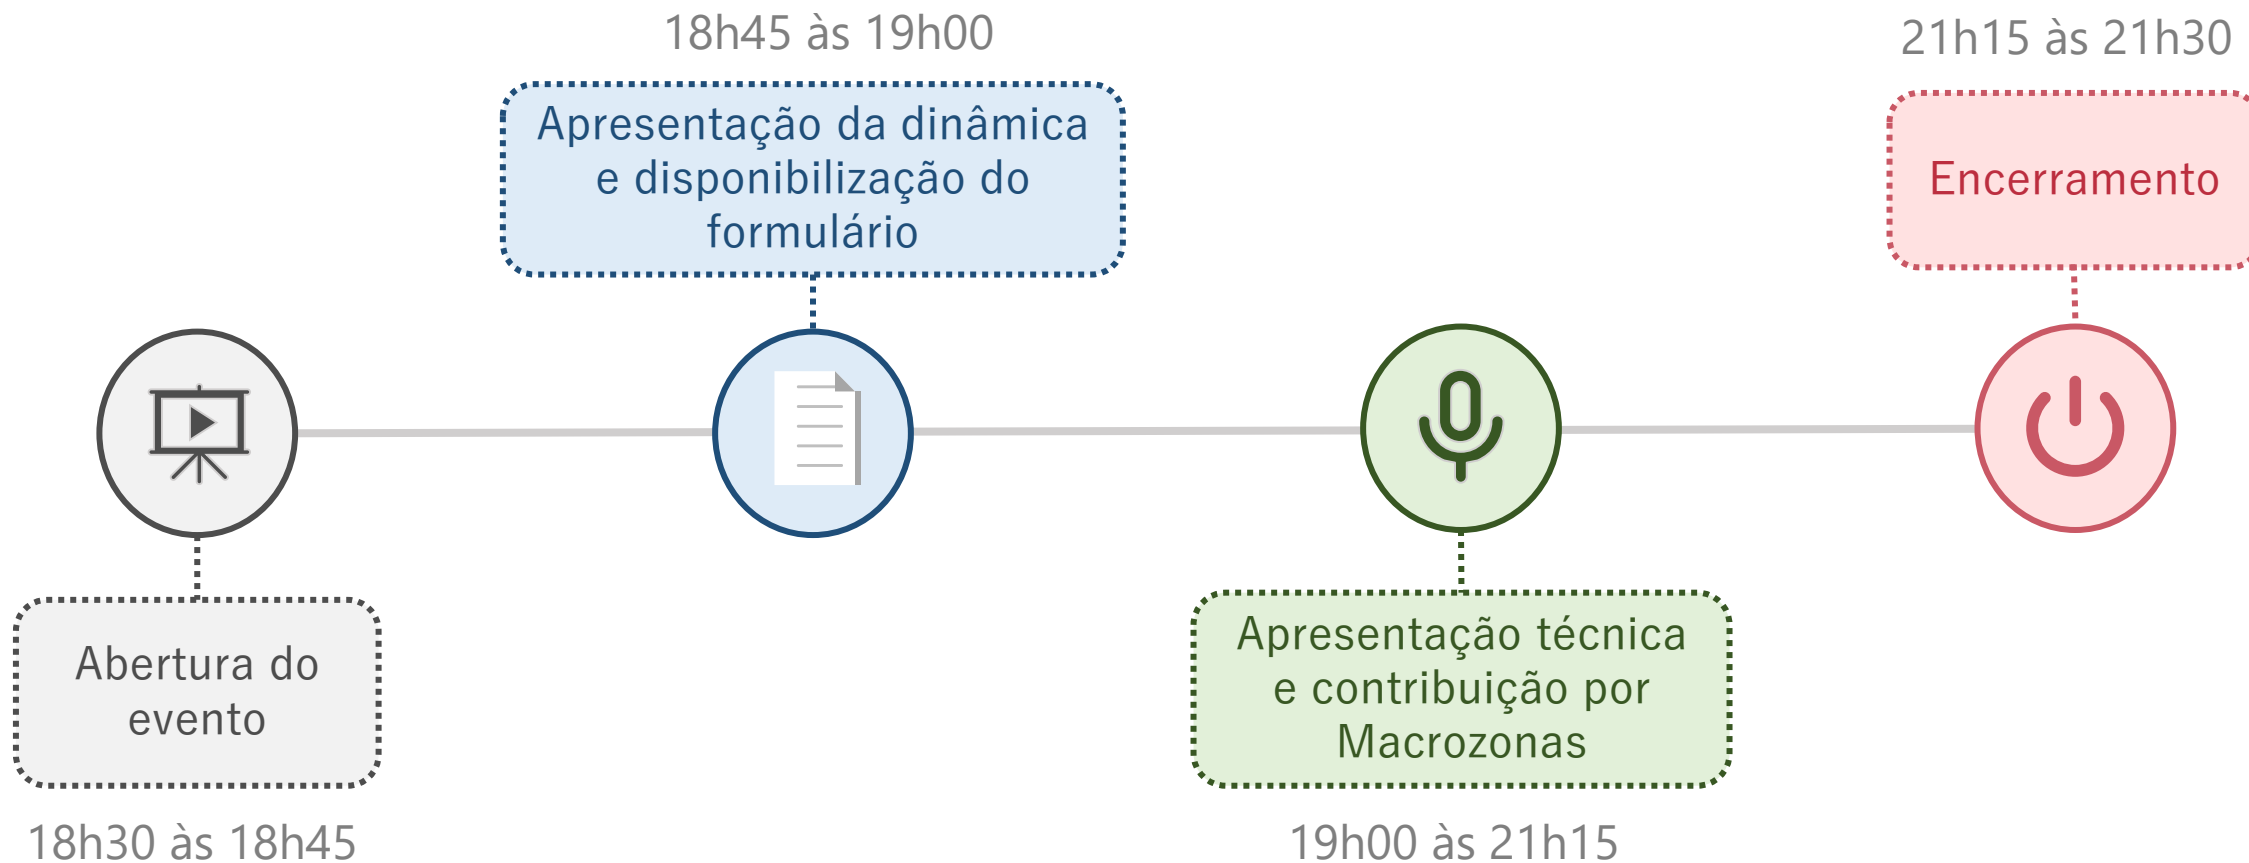 18h45 às 19h00
Apresentação da dinâmica
e disponibilização do
formulário
21h15 às 21h30
Encerramento
Abertura do
evento
18h30 às 18h45
Apresentação técnica
e contribuição por
Macrozonas
19h00 às 21h15